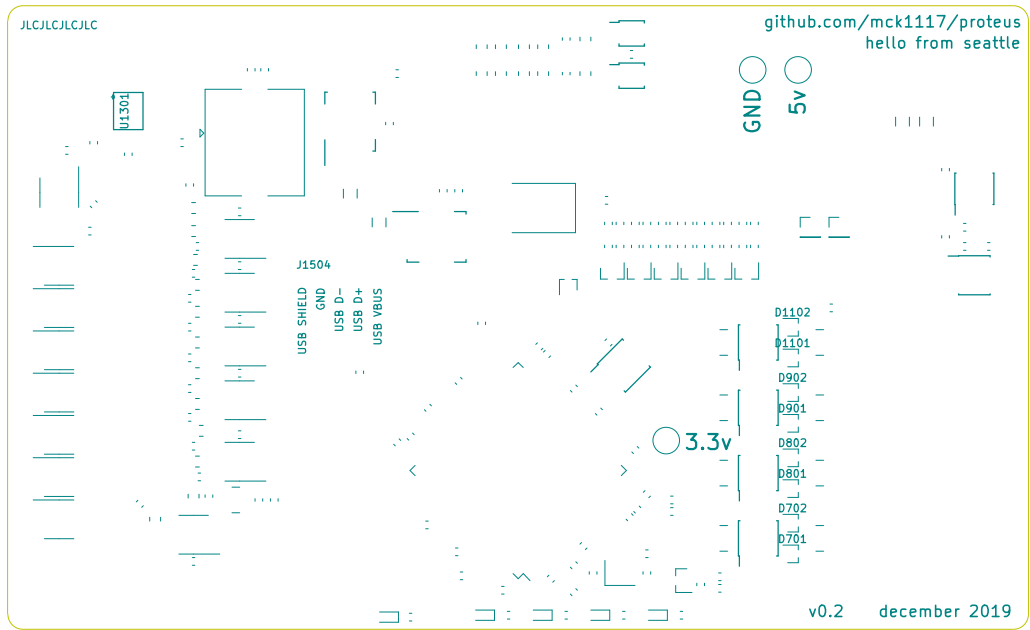 JLCJLCJLCJLC
github.com/mck1117/proteus
hello from seattle
U1301
GND
5v
J1504
USB SHIELD
GND
USB D-
USB D+
USB VBUS
D1102
D1101
D902
D901
D802
3.3v
D801
D702
D701
v0.2
december 2019